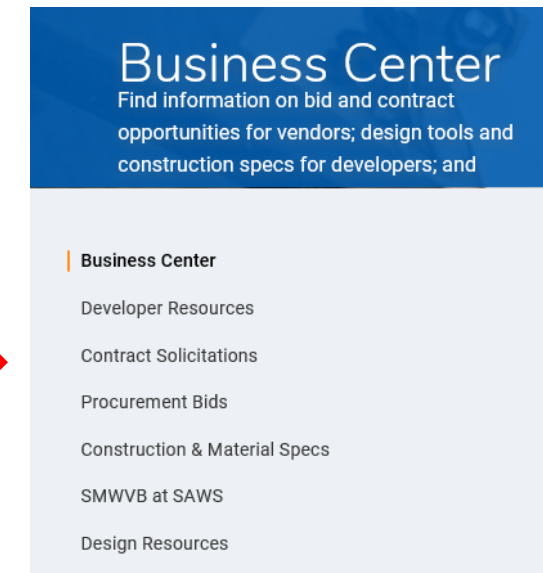 Business Center
Find information on bid and contract
opportunities for vendors; design tools and
construction specs for developers; and
Business Center
Developer Resources
Contract Solicitations
Procurement Bids
Construction & Material Specs
SMWVB at SAWS
Design Resources